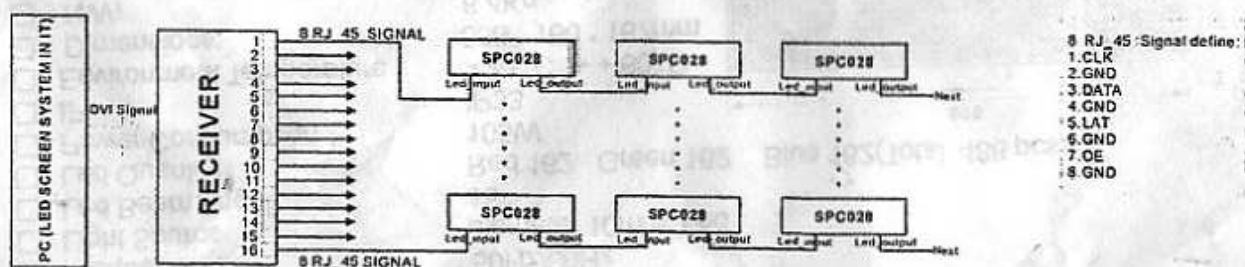 PC (LED SCREEN SYSTEM IN IT)
DVI Signal
RECEIVER
1
2
3
4
5
6
7
8
9
10
11
12
13
14
15
16
8 RJ_45 SIGNAL
SPC028
SPC028
SPC028
Led_input
Led_output
Led_input
Led_output
Led_input
Led_output
Next
SPC028
SPC028
SPC028
Led_input
Led_output
Led_input
Led_output
Led_input
Led_output
Next
8 RJ_45 SIGNAL
8 RJ_45 :Signal define:
1.CLK
2.GND
3.DATA
4.GND
5.LAT
6.GND
7.OE
8.GND